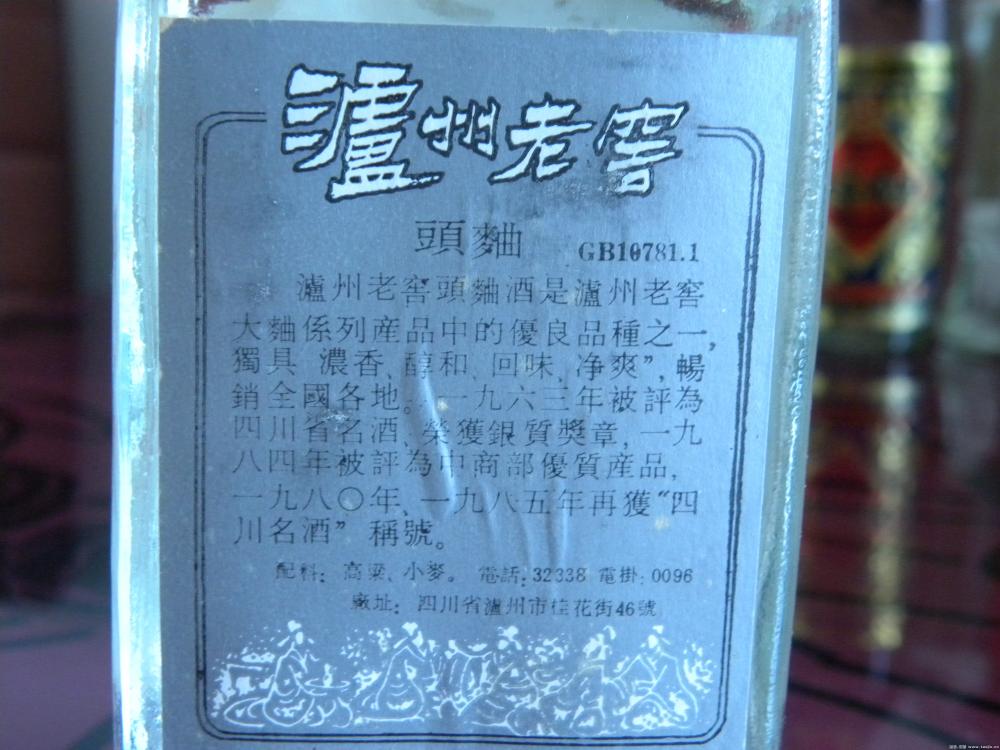 瀘州老窖
頭麯 GB10781.1
瀘州老窖頭麯酒是瀘州老窖
大麯係列産品中的優良品種之一,
獨具 濃香、醇和、回味、净爽”,暢
銷全國各地。一九六三年被評為
四川省名酒、榮獲銀質奬章,一九
八四年被評為中商部優質産品,
一九八〇年、一九八五年再獲“四
川名酒” 稱號。
配料：高粱、小麥。 電話：32338 電掛：0096
廠址：四川省瀘州市桂花街46號